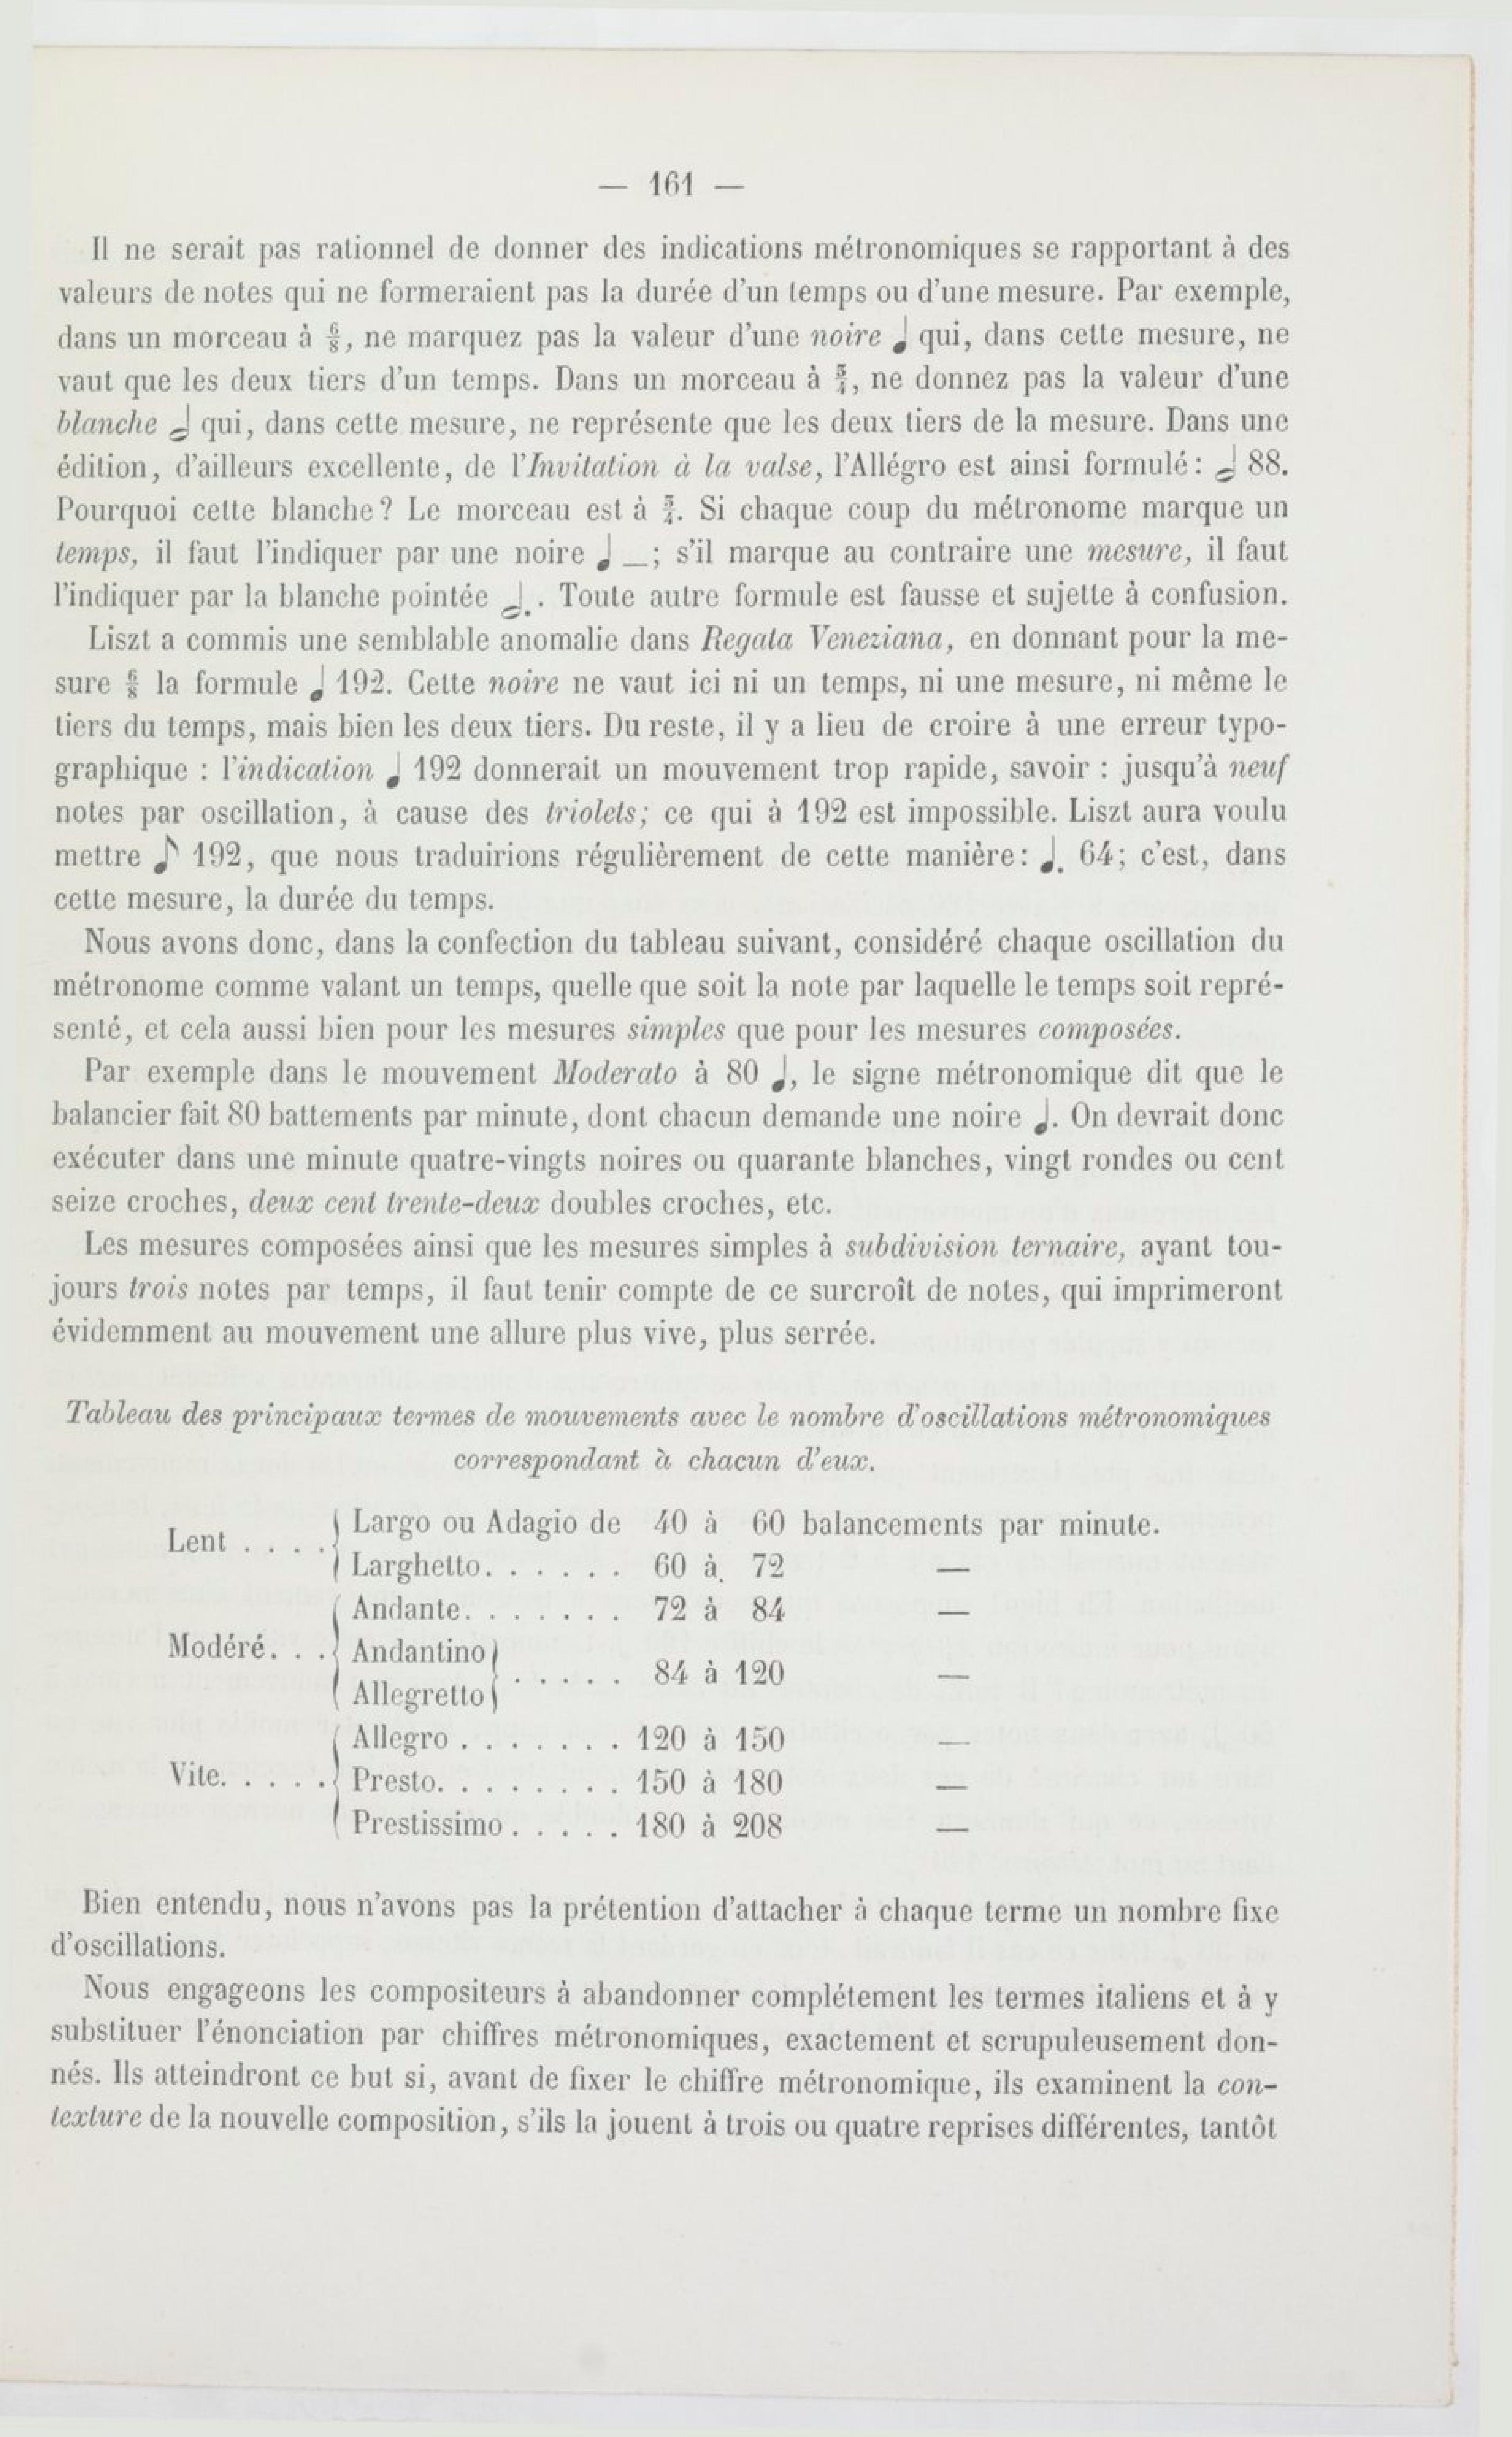 — 161 —
Il ne serait pas rationnel de donner des indications métronomiques se rapportant à des
valeurs de notes qui ne formeraient pas la durée d'un temps ou d'une mesure. Par exemple,
dans un morceau à 6/8, ne marquez pas la valeur d'une noire ♩ qui, dans cette mesure, ne
vaut que les deux tiers d'un temps. Dans un morceau à 3/4, ne donnez pas la valeur d'une
blanche 𝅗𝅥 qui, dans cette mesure, ne représente que les deux tiers de la mesure. Dans une
édition, d'ailleurs excellente, de l'Invitation à la valse, l'Allégro est ainsi formulé : 𝅗𝅥 88.
Pourquoi cette blanche ? Le morceau est à 3/4. Si chaque coup du métronome marque un
temps, il faut l'indiquer par une noire ♩ —; s'il marque au contraire une mesure, il faut
l'indiquer par la blanche pointée 𝅗𝅥. . Toute autre formule est fausse et sujette à confusion.
Liszt a commis une semblable anomalie dans Regata Veneziana, en donnant pour la me-
sure 6/8 la formule ♩ 192. Cette noire ne vaut ici ni un temps, ni une mesure, ni même le
tiers du temps, mais bien les deux tiers. Du reste, il y a lieu de croire à une erreur typo-
graphique : l'indication ♩ 192 donnerait un mouvement trop rapide, savoir : jusqu'à neuf
notes par oscillation, à cause des triolets; ce qui à 192 est impossible. Liszt aura voulu
mettre ♪ 192, que nous traduirions régulièrement de cette manière : ♩. 64; c'est, dans
cette mesure, la durée du temps.
Nous avons donc, dans la confection du tableau suivant, considéré chaque oscillation du
métronome comme valant un temps, quelle que soit la note par laquelle le temps soit repré-
senté, et cela aussi bien pour les mesures simples que pour les mesures composées.
Par exemple dans le mouvement Moderato à 80 ♩, le signe métronomique dit que le
balancier fait 80 battements par minute, dont chacun demande une noire ♩. On devrait donc
exécuter dans une minute quatre-vingts noires ou quarante blanches, vingt rondes ou cent
seize croches, deux cent trente-deux doubles croches, etc.
Les mesures composées ainsi que les mesures simples à subdivision ternaire, ayant tou-
jours trois notes par temps, il faut tenir compte de ce surcroît de notes, qui imprimeront
évidemment au mouvement une allure plus vive, plus serrée.
Tableau des principaux termes de mouvements avec le nombre d'oscillations métronomiques
correspondant à chacun d'eux.
Lent . . . . Largo ou Adagio de 40 à 60 balancements par minute.
Larghetto. . . . . . 60 à 72 —
Andante. . . . . . . 72 à 84 —
Modéré. . . Andantino
Allegretto . . . . . 84 à 120 —
Allegro . . . . . . . 120 à 150 —
Vite. . . . . Presto. . . . . . . . 150 à 180 —
Prestissimo . . . . . 180 à 208 —
Bien entendu, nous n'avons pas la prétention d'attacher à chaque terme un nombre fixe
d'oscillations.
Nous engageons les compositeurs à abandonner complétement les termes italiens et à y
substituer l'énonciation par chiffres métronomiques, exactement et scrupuleusement don-
nés. Ils atteindront ce but si, avant de fixer le chiffre métronomique, ils examinent la con-
texture de la nouvelle composition, s'ils la jouent à trois ou quatre reprises différentes, tantôt